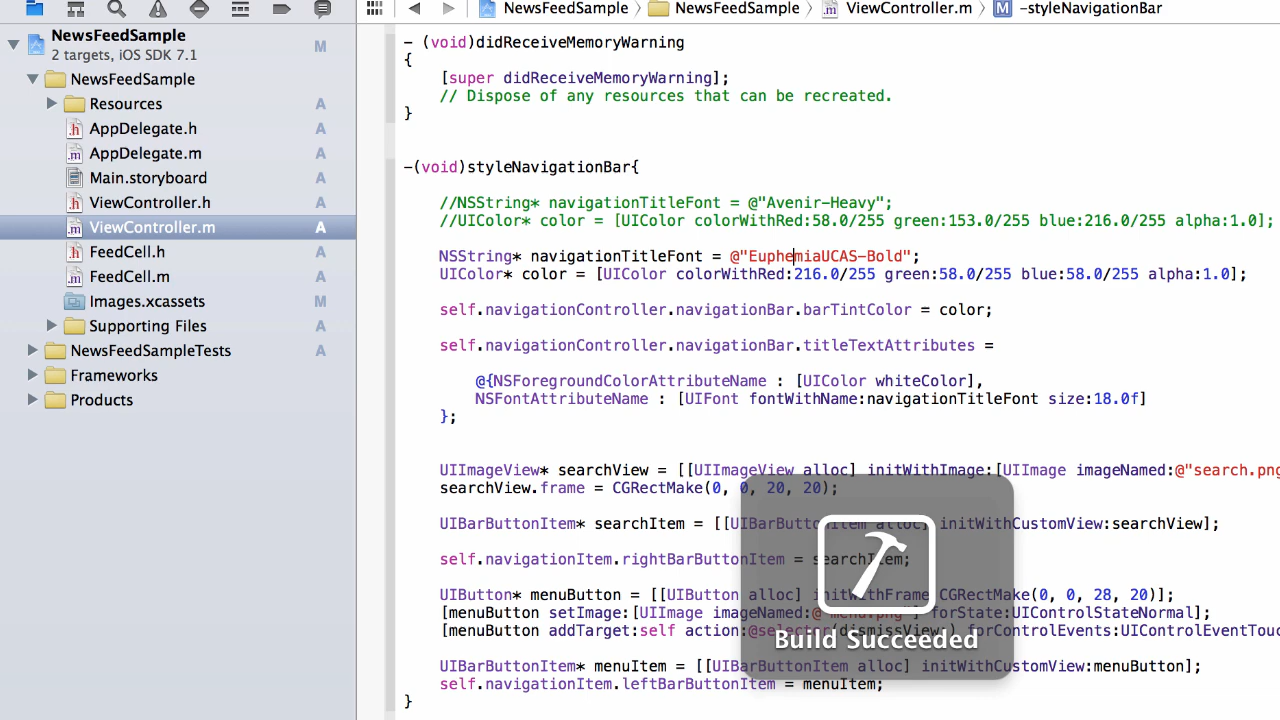 NewsFeedSample
2 targets, iOS SDK 7.1
M
NewsFeedSample
Resources
A
AppDelegate.h
A
AppDelegate.m
A
Main.storyboard
A
ViewController.h
A
ViewController.m
A
FeedCell.h
A
FeedCell.m
A
Images.xcassets
M
Supporting Files
A
NewsFeedSampleTests
A
Frameworks
Products
NewsFeedSample
NewsFeedSample
ViewController.m
M -styleNavigationBar
- (void)didReceiveMemoryWarning
{
[super didReceiveMemoryWarning];
// Dispose of any resources that can be recreated.
}
-(void)styleNavigationBar{
//NSString* navigationTitleFont = @"Avenir-Heavy";
//UIColor* color = [UIColor colorWithRed:58.0/255 green:153.0/255 blue:216.0/255 alpha:1.0];
NSString* navigationTitleFont = @"EuphemiaUCAS-Bold";
UIColor* color = [UIColor colorWithRed:216.0/255 green:58.0/255 blue:58.0/255 alpha:1.0];
self.navigationController.navigationBar.barTintColor = color;
self.navigationController.navigationBar.titleTextAttributes =
@{NSForegroundColorAttributeName : [UIColor whiteColor],
NSFontAttributeName : [UIFont fontWithName:navigationTitleFont size:18.0f]
};
UIImageView* searchView = [[UIImageView alloc] initWithImage:[UIImage imageNamed:@"search.png
searchView.frame = CGRectMake(0, 0, 20, 20);
UIBarButtonItem* searchItem = [[UIBarButtonItem alloc] initWithCustomView:searchView];
self.navigationItem.rightBarButtonItem = searchItem;
UIButton* menuButton = [[UIButton alloc] initWithFrame:CGRectMake(0, 0, 28, 20)];
[menuButton setImage:[UIImage imageNamed:@"menu.png"] forState:UIControlStateNormal];
[menuButton addTarget:self action:@selector(dismissView:) forControlEvents:UIControlEventTouc
UIBarButtonItem* menuItem = [[UIBarButtonItem alloc] initWithCustomView:menuButton];
self.navigationItem.leftBarButtonItem = menuItem;
}
Build Succeeded